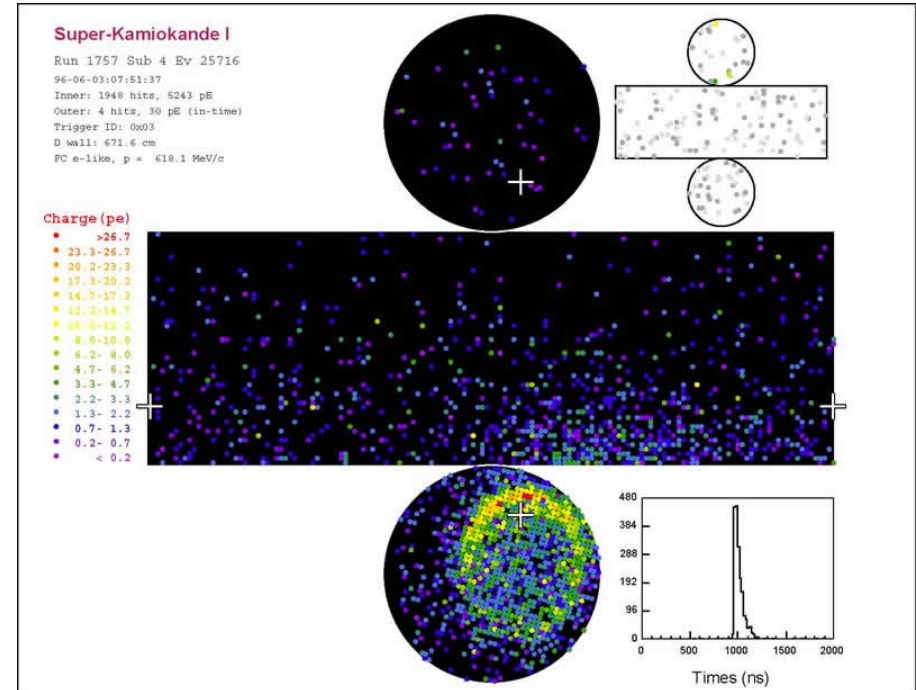 Super-Kamiokande I
Run 1757 Sub 4 Ev 25716
96-06-03:07:51:37
Inner: 1948 hits, 5243 pE
Outer: 4 hits, 30 pE (in-time)
Trigger ID: 0x03
D wall: 671.6 cm
FC e-like, p = 618.1 MeV/c
Charge(pe)
>26.7
23.3-26.7
20.2-23.3
17.3-20.2
14.7-17.3
12.2-14.7
10.0-12.2
8.0-10.0
6.2- 8.0
4.7- 6.2
3.3- 4.7
2.2- 3.3
1.3- 2.2
0.7- 1.3
0.2- 0.7
< 0.2
480
384
288
192
96
0
0 500 1000 1500 2000
Times (ns)